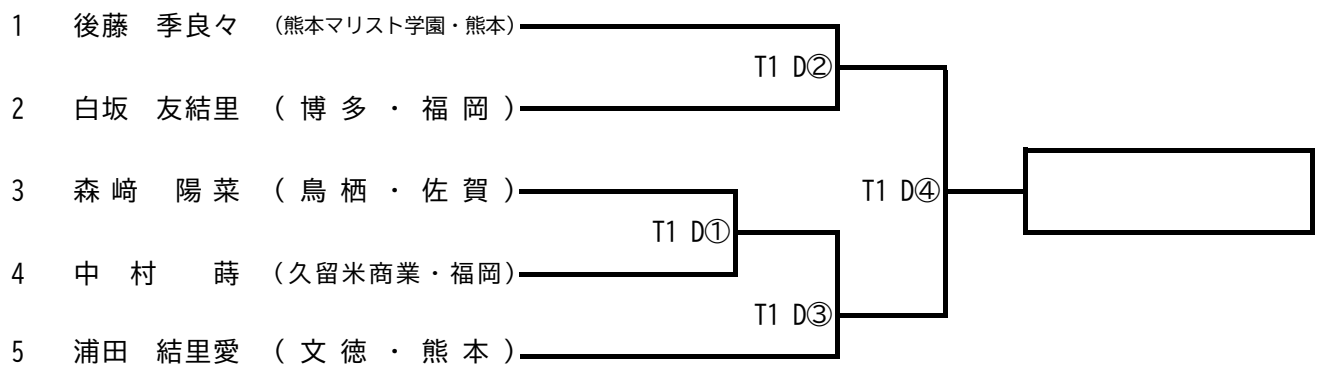 1 後藤 季良々 (熊本マリスト学園・熊本)
T1 D②
2 白坂 友結里 (博多・福岡)
3 森﨑 陽菜 (鳥栖・佐賀)
T1 D④
T1 D①
4 中村 蒔 (久留米商業・福岡)
T1 D③
5 浦田 結里愛 (文徳・熊本)